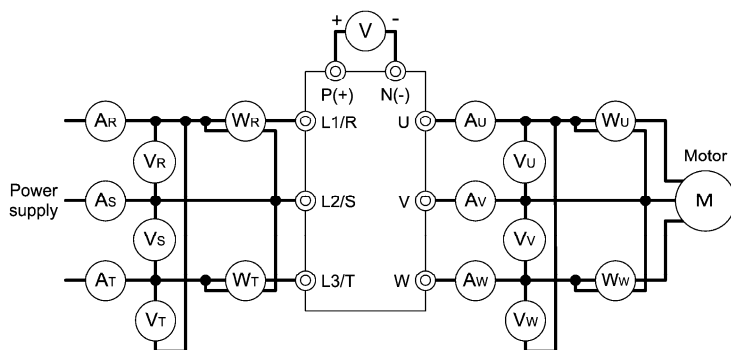 + V -
P(+) N(-)
AR WR L1/R U AU WU
VR VU Motor
Power supply
AS L2/S V AV M
VS VV
AT WT L3/T W AW WW
VT VW